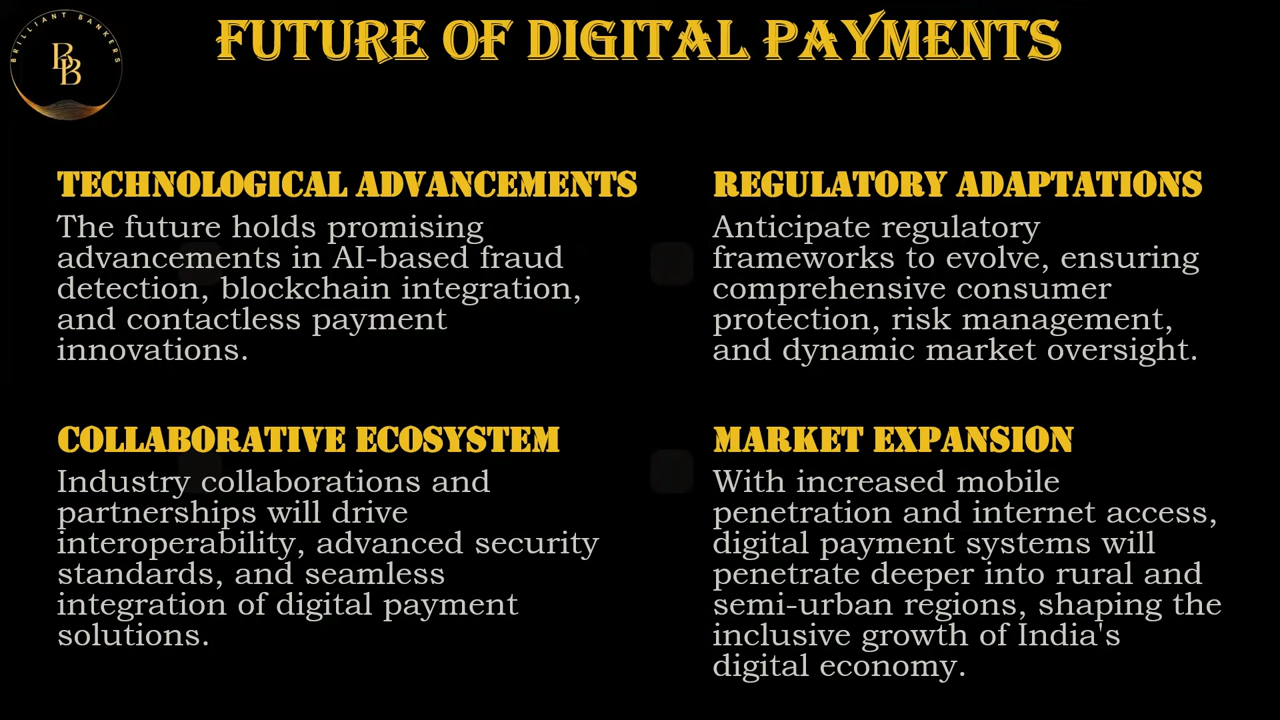 BRILLIANT BANKERS
BB
FUTURE OF DIGITAL PAYMENTS
TECHNOLOGICAL ADVANCEMENTS
The future holds promising
advancements in AI-based fraud
detection, blockchain integration,
and contactless payment
innovations.
REGULATORY ADAPTATIONS
Anticipate regulatory
frameworks to evolve, ensuring
comprehensive consumer
protection, risk management,
and dynamic market oversight.
COLLABORATIVE ECOSYSTEM
Industry collaborations and
partnerships will drive
interoperability, advanced security
standards, and seamless
integration of digital payment
solutions.
MARKET EXPANSION
With increased mobile
penetration and internet access,
digital payment systems will
penetrate deeper into rural and
semi-urban regions, shaping the
inclusive growth of India's
digital economy.